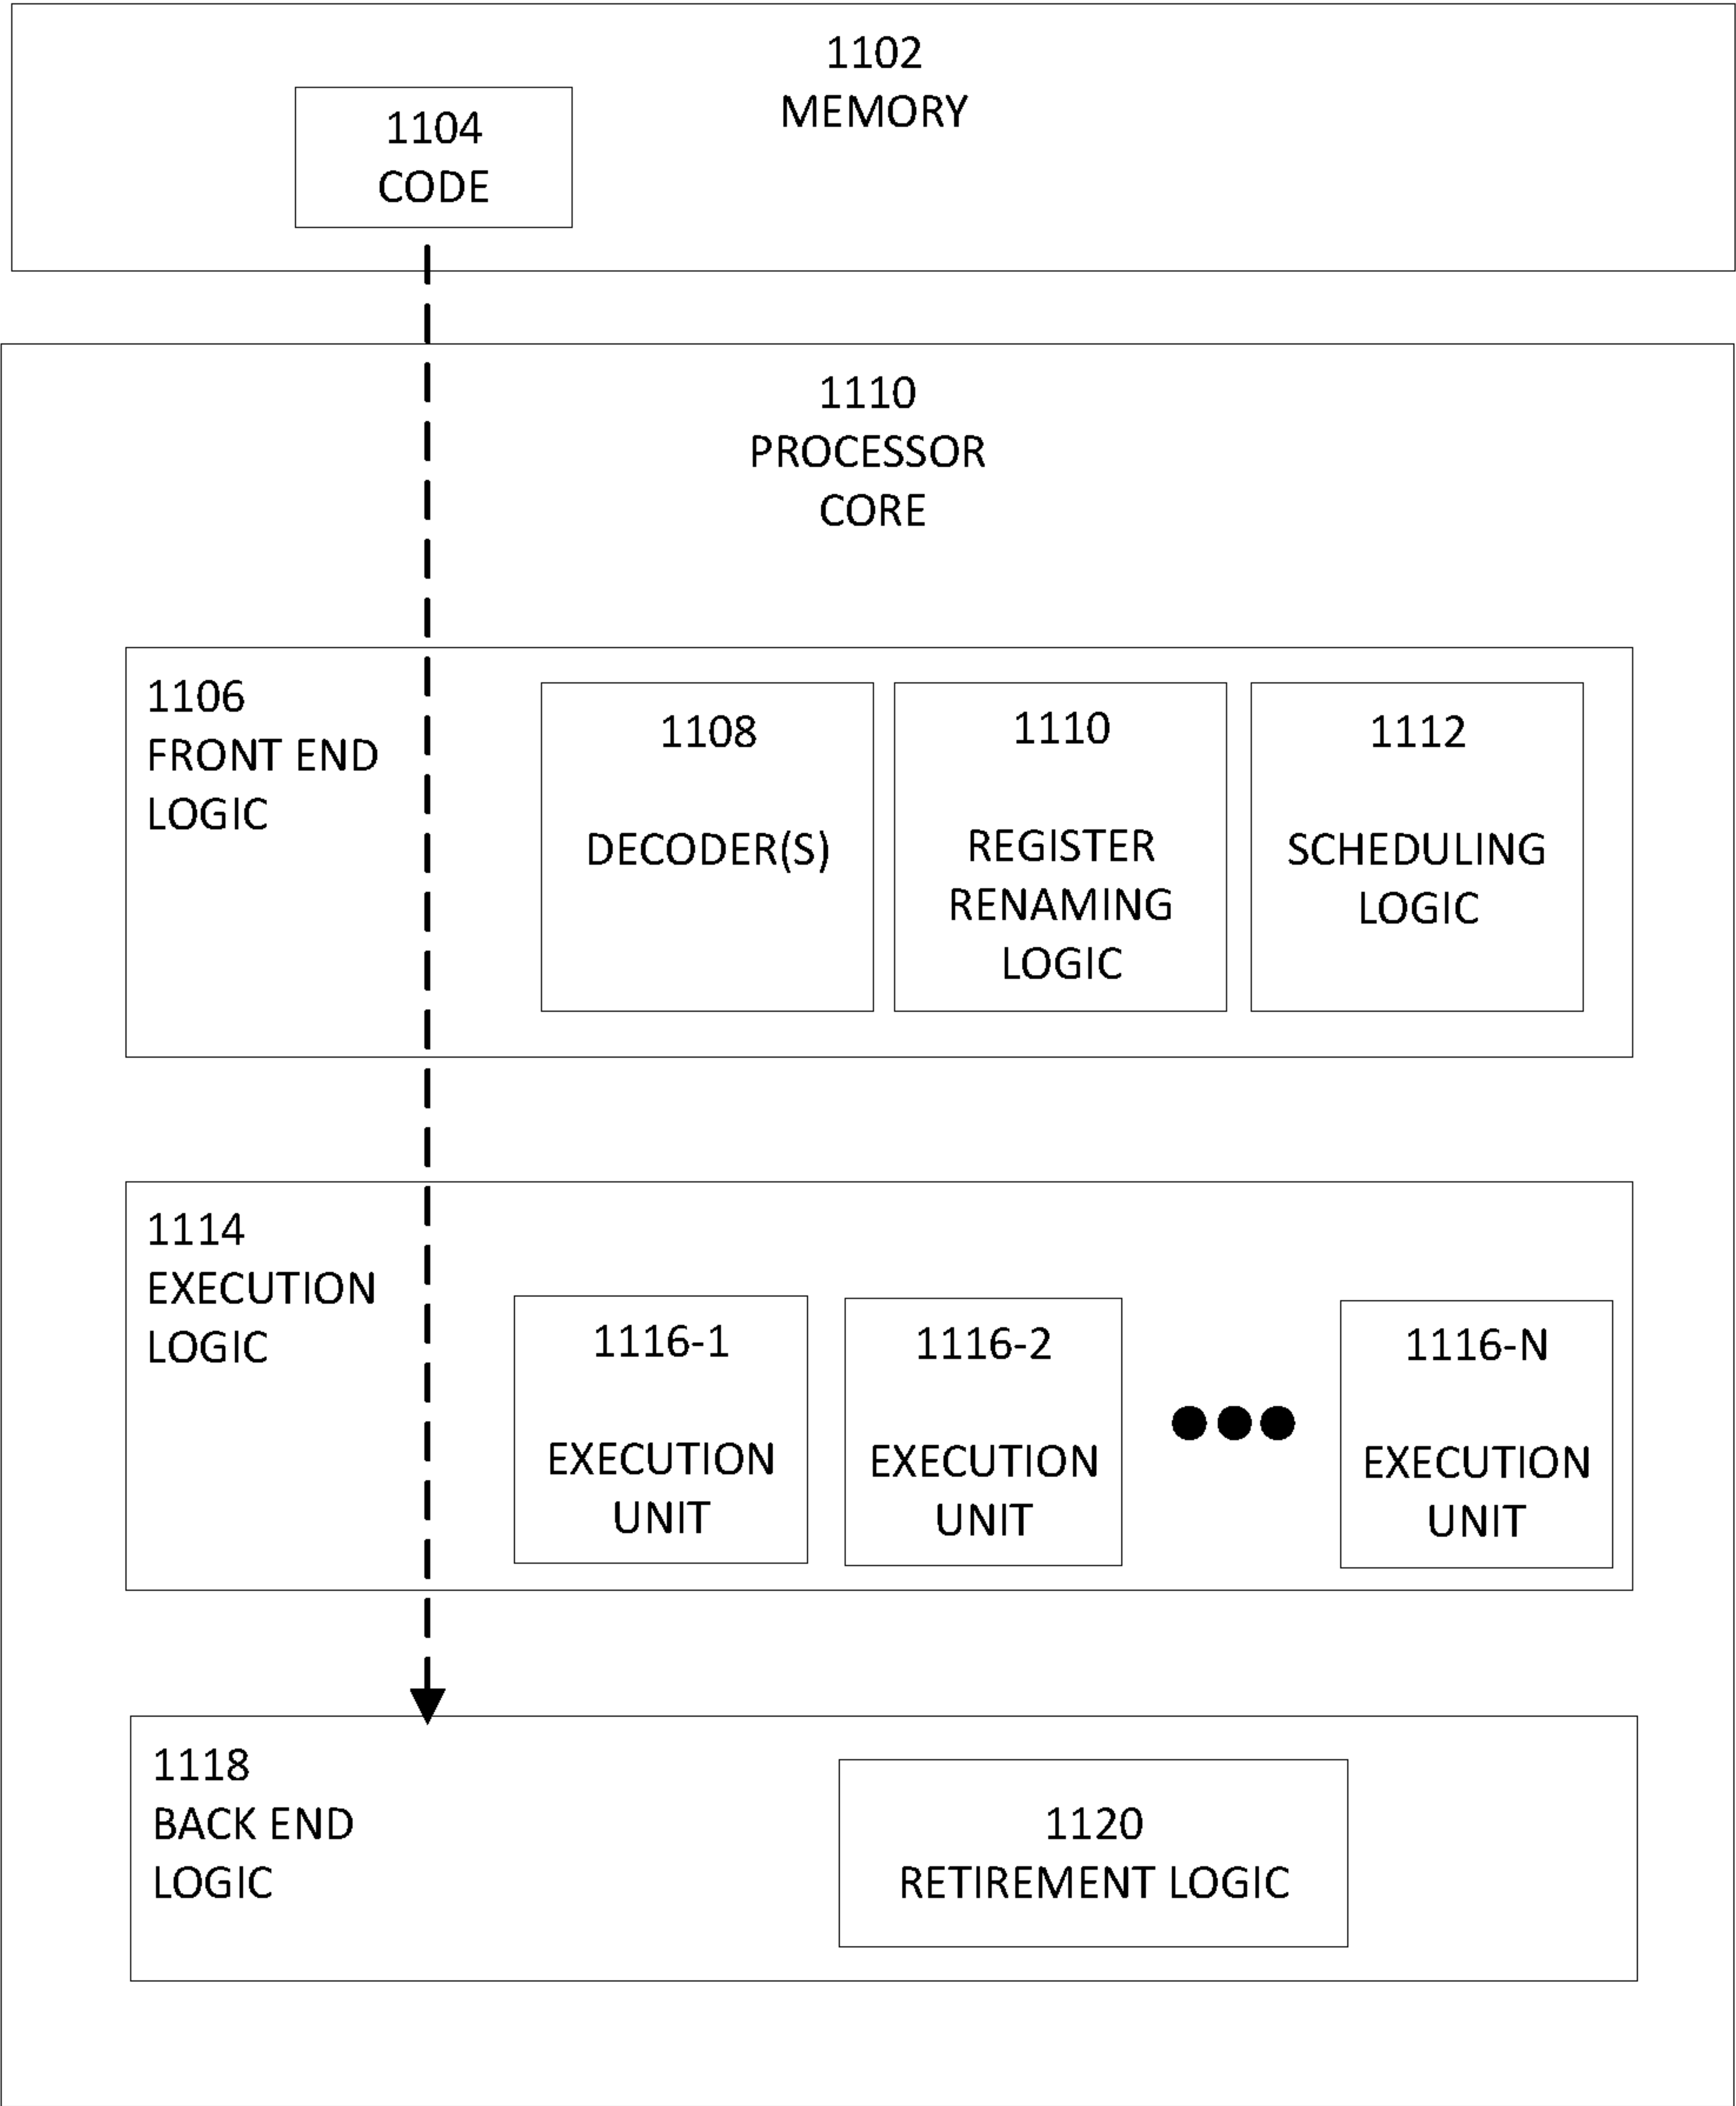 1102
MEMORY
1104
CODE
1110
PROCESSOR
CORE
1106
FRONT END
LOGIC
1108
DECODER(S)
1110
REGISTER
RENAMING
LOGIC
1112
SCHEDULING
LOGIC
1114
EXECUTION
LOGIC
1116-1
EXECUTION
UNIT
1116-2
EXECUTION
UNIT
1116-N
EXECUTION
UNIT
1118
BACK END
LOGIC
1120
RETIREMENT LOGIC